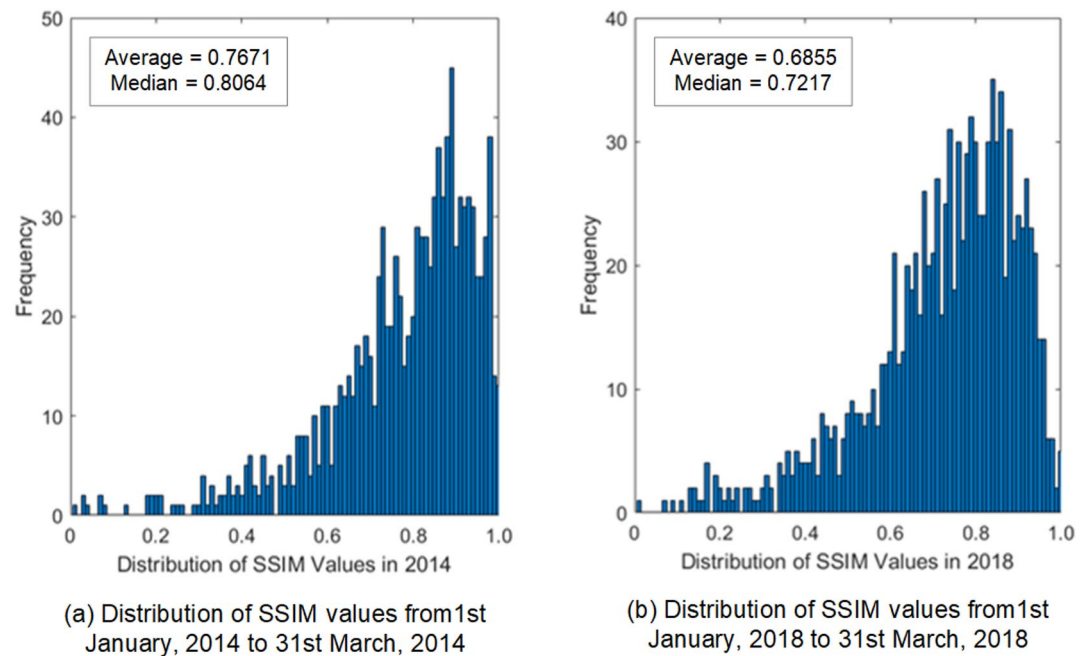 50
Average = 0.7671
Median = 0.8064
40
30
20
10
0
Frequency
0 0.2 0.4 0.6 0.8 1.0
Distribution of SSIM Values in 2014
(a) Distribution of SSIM values from1st
January, 2014 to 31st March, 2014
40
Average = 0.6855
Median = 0.7217
30
20
10
0
Frequency
0 0.2 0.4 0.6 0.8 1.0
Distribution of SSIM Values in 2018
(b) Distribution of SSIM values from1st
January, 2018 to 31st March, 2018